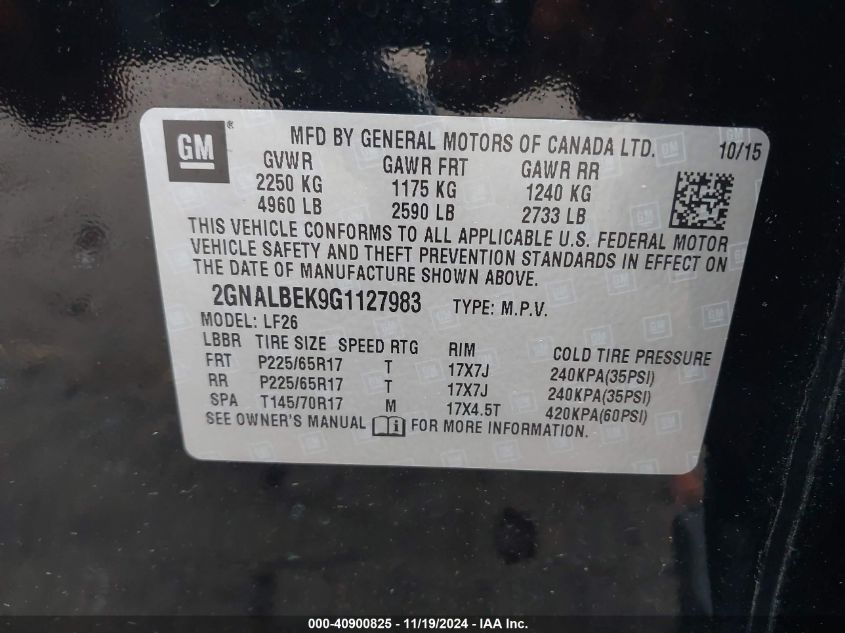 GM ® MFD BY GENERAL MOTORS OF CANADA LTD. 10/15
GVWR GAWR FRT GAWR RR
2250 KG 1175 KG 1240 KG
4960 LB 2590 LB 2733 LB
THIS VEHICLE CONFORMS TO ALL APPLICABLE U.S. FEDERAL MOTOR
VEHICLE SAFETY AND THEFT PREVENTION STANDARDS IN EFFECT ON
THE DATE OF MANUFACTURE SHOWN ABOVE.
2GNALBEK9G1127983 TYPE: M.P.V.
MODEL: LF26
LBBR TIRE SIZE SPEED RTG RIM COLD TIRE PRESSURE
FRT P225/65R17 T 17X7J 240KPA(35PSI)
RR P225/65R17 T 17X7J 240KPA(35PSI)
SPA T145/70R17 M 17X4.5T 420KPA(60PSI)
SEE OWNER'S MANUAL i FOR MORE INFORMATION.
000-40900825 - 11/19/2024 - IAA Inc.